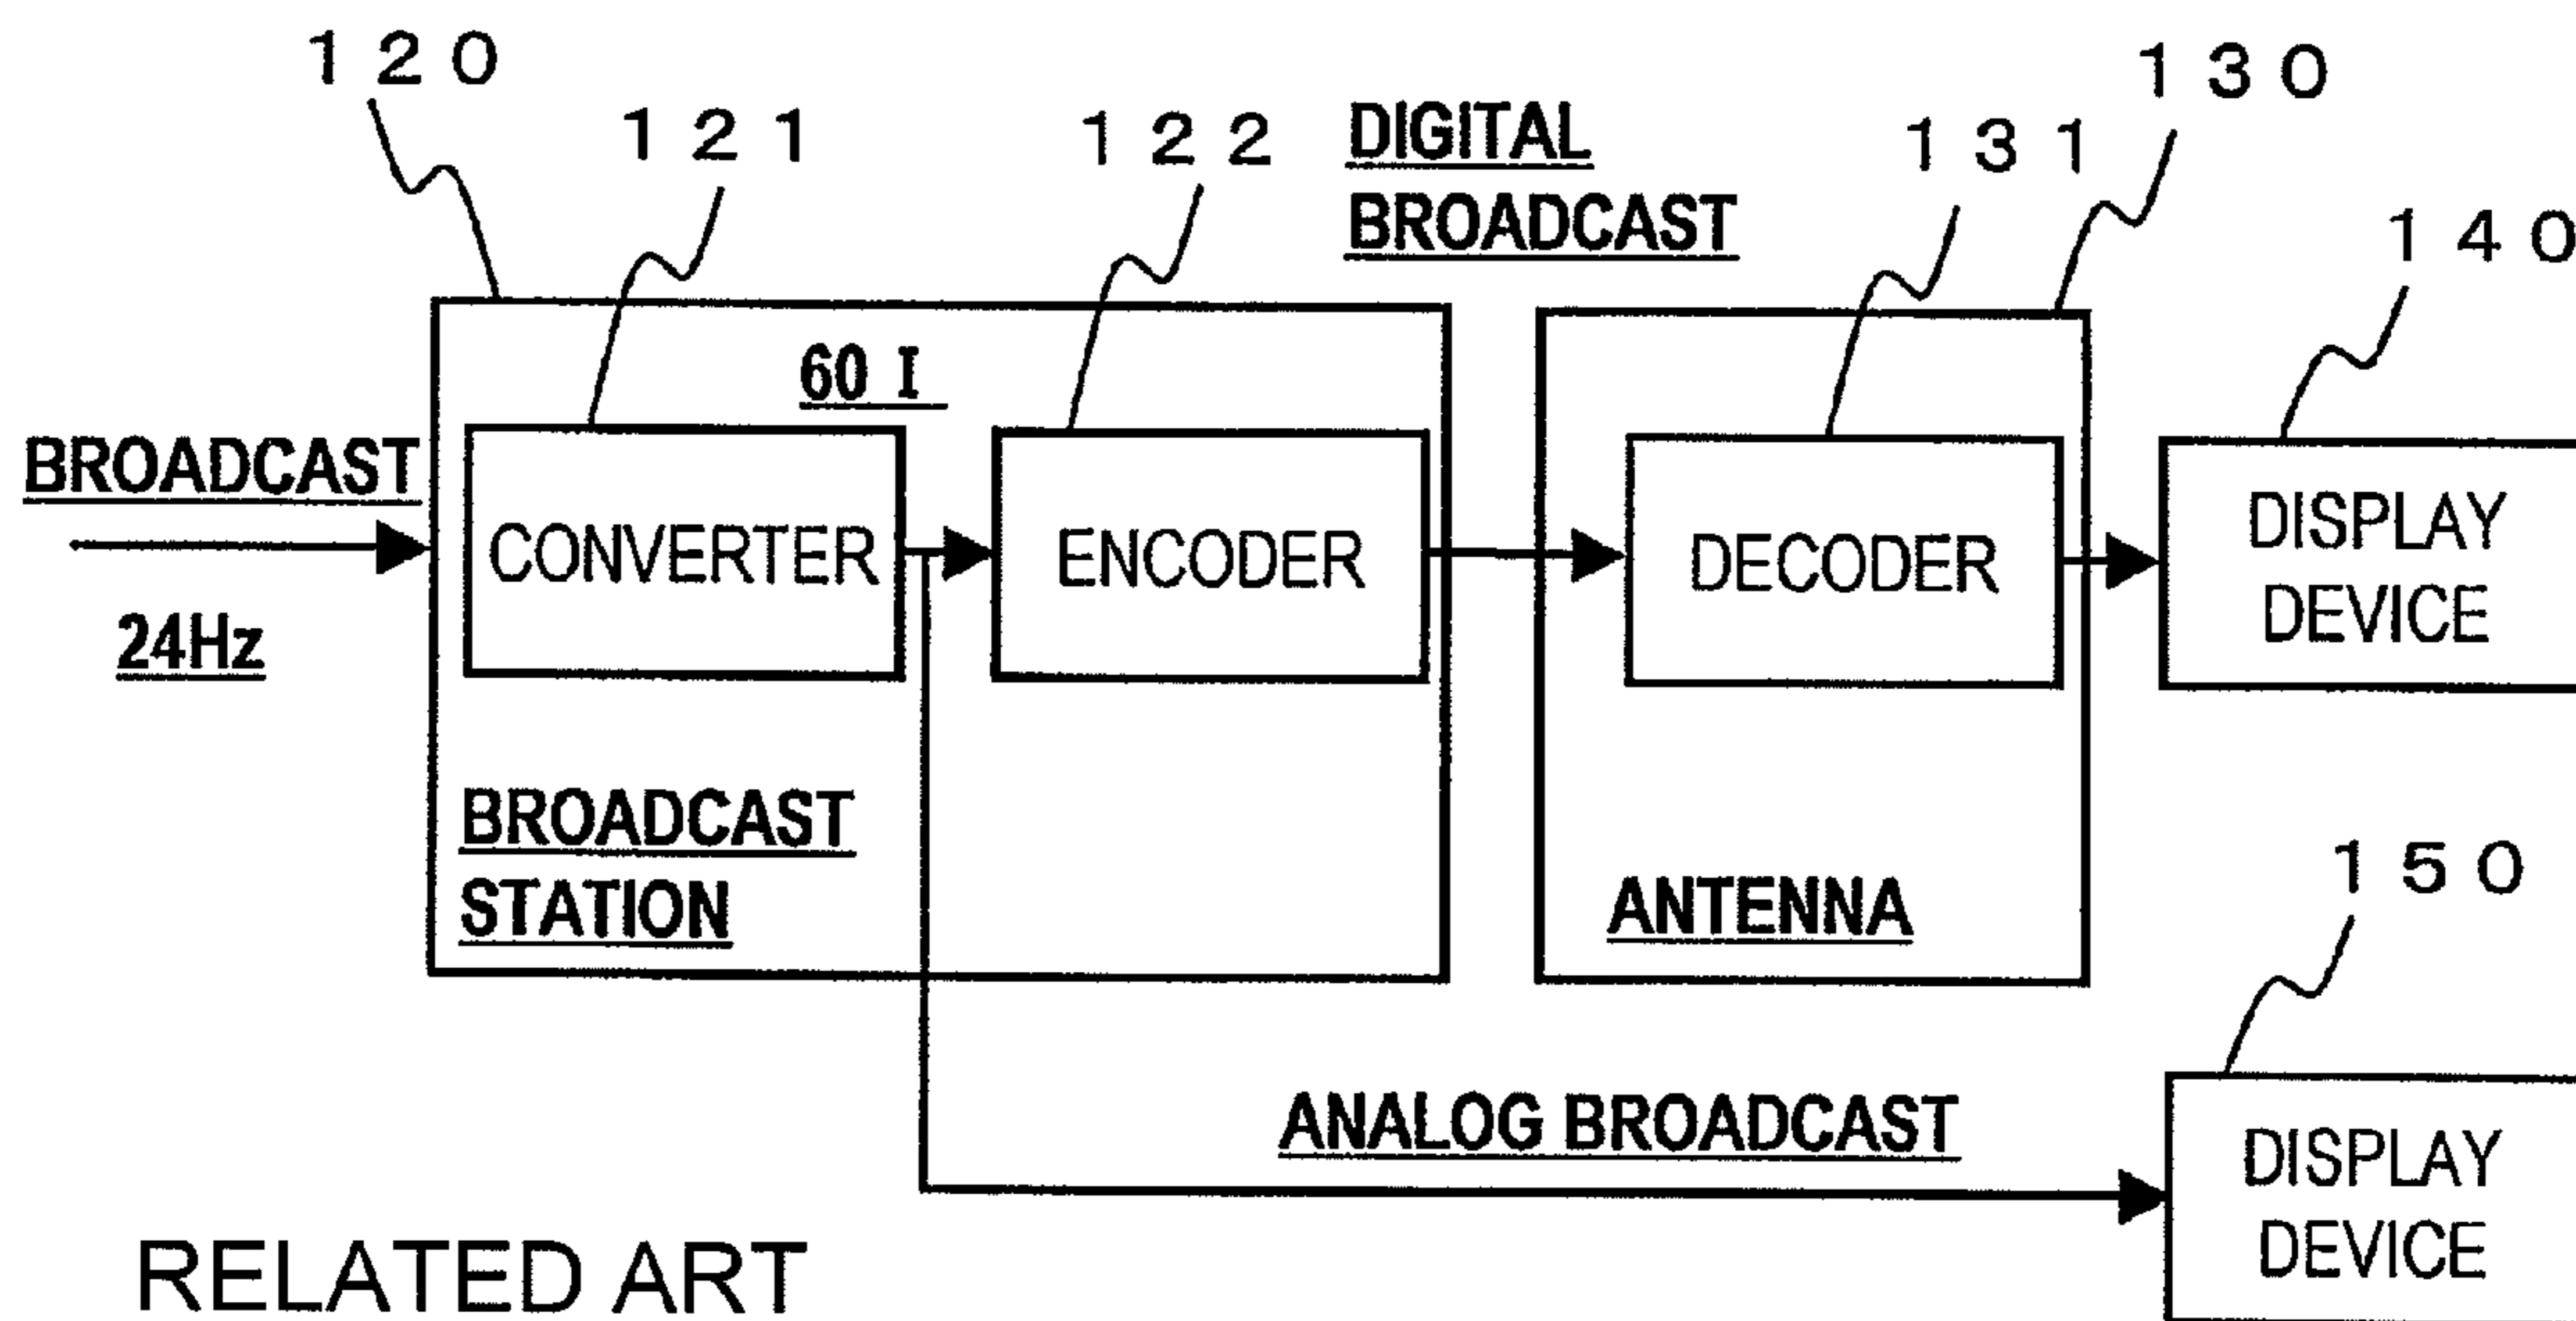 120
121
122
DIGITAL
BROADCAST
130
131
140
60 I
BROADCAST
24Hz
CONVERTER
ENCODER
DECODER
DISPLAY
DEVICE
BROADCAST
STATION
ANTENNA
150
ANALOG BROADCAST
DISPLAY
DEVICE
RELATED ART